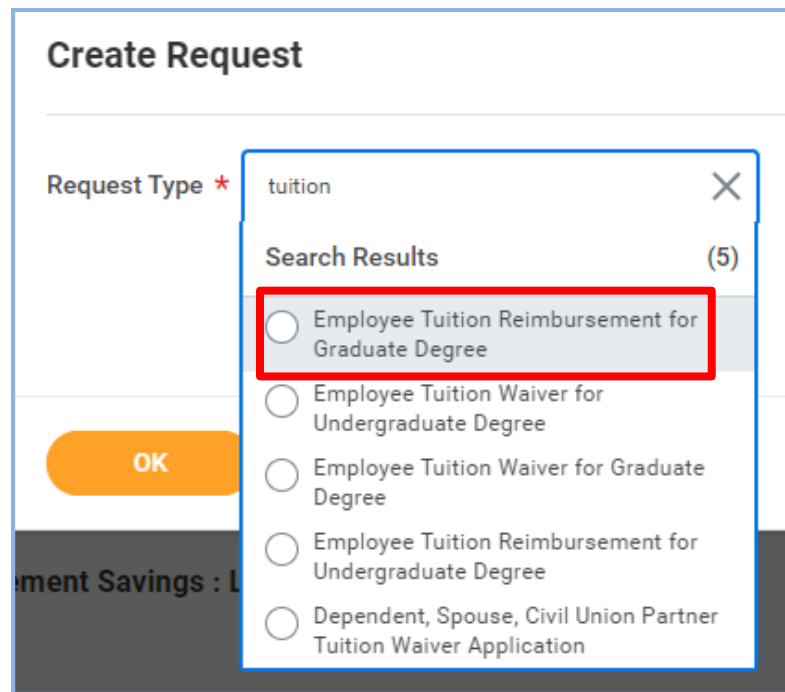 Create Request
Request Type *
tuition
Search Results (5)
Employee Tuition Reimbursement for
Graduate Degree
Employee Tuition Waiver for
Undergraduate Degree
Employee Tuition Waiver for Graduate
Degree
Employee Tuition Reimbursement for
Undergraduate Degree
Dependent, Spouse, Civil Union Partner
Tuition Waiver Application
OK
ement Savings : L